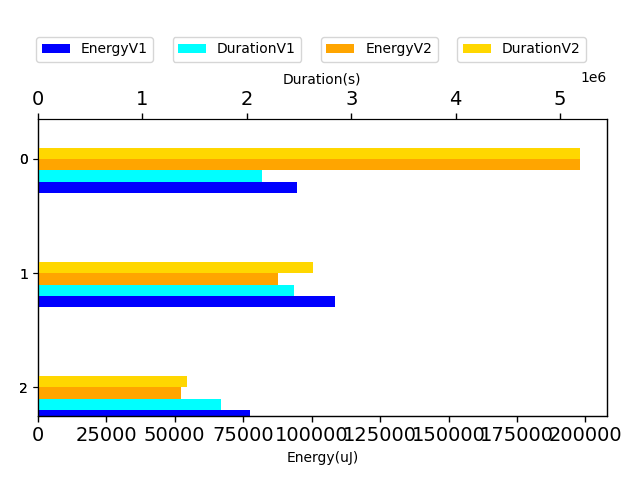 EnergyV1 DurationV1 EnergyV2 DurationV2
Duration(s)
1e6
0 1 2 3 4 5
0
1
2
0 25000 50000 75000 100000 125000 150000 175000 200000
Energy(uJ)